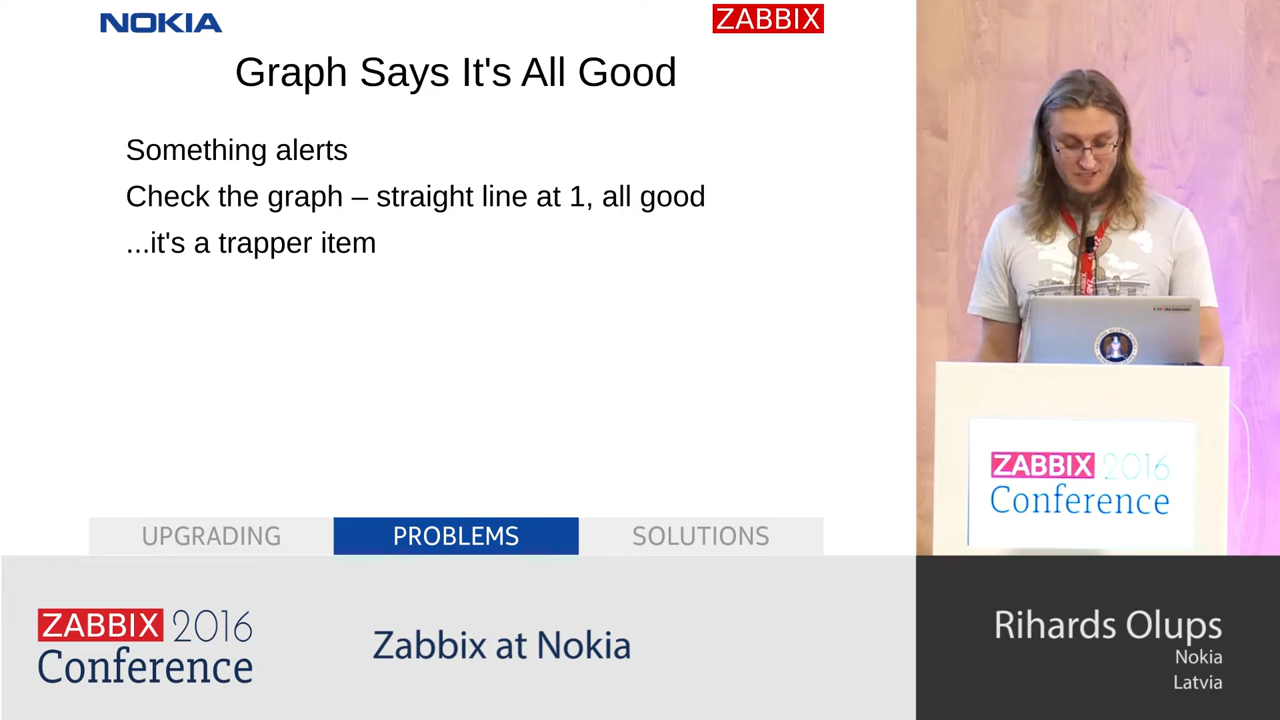 NOKIA
ZABBIX
Graph Says It's All Good
Something alerts
Check the graph – straight line at 1, all good
...it's a trapper item
UPGRADING
PROBLEMS
SOLUTIONS
ZABBIX 2016
Conference
ZABBIX 2016
Conference
Zabbix at Nokia
Rihards Olups
Nokia
Latvia